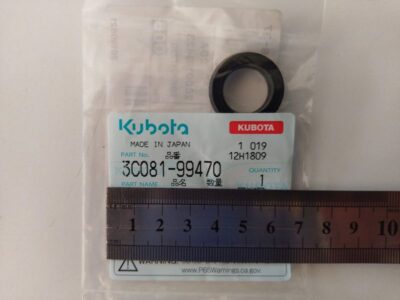 Kubota
KUBOTA
MADE IN JAPAN
1 019
12H1809
PART No. 品番
3C081-99470
PART NAME 品名 数量 QUANTITY
1
1 2 3 4 5 6 7 8 9 10
www.P65Warnings.ca.gov